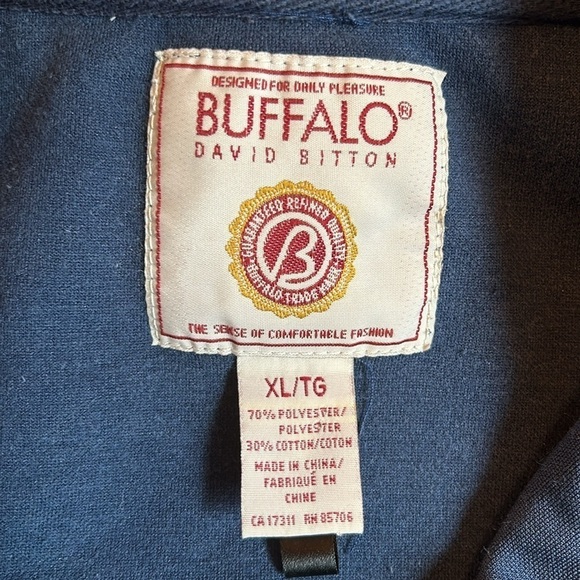 DESIGNED FOR DAILY PLEASURE
BUFFALO®
DAVID BITTON
GUARANTEED REFINED QUALITY
B
BUFFALO TRADE MARK
THE SENSE OF COMFORTABLE FASHION
XL/TG
70% POLYESTER/
POLYESTER
30% COTTON/COTON
MADE IN CHINA/
FABRIQUÉ EN
CHINE
CA 17311 RN 85706